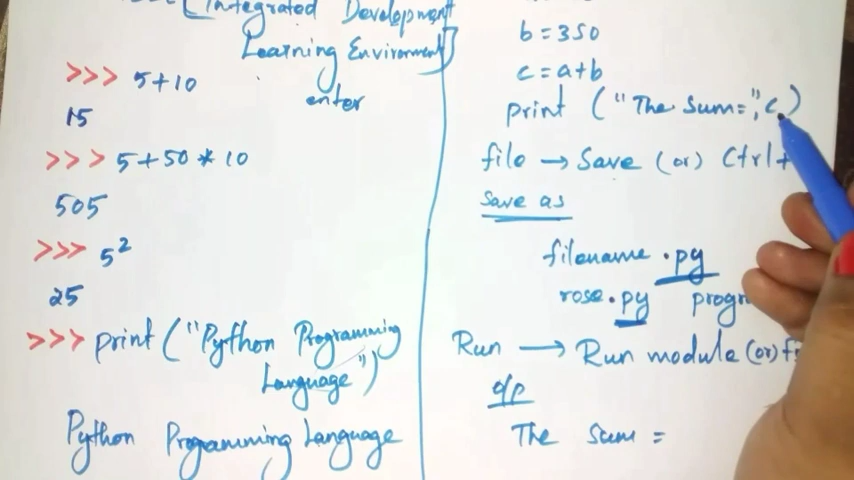 [Integrated Development
Learning Environment]
enter
>>> 5+10
15
>>> 5+50*10
505
>>> 5²
25
>>> print("Python Programming
Language")
Python Programming Language
b=350
c=a+b
print ("The Sum=", c)
file → Save (or) Ctrl+
Save as
filename .py
rose.py
Run → Run module (or) f
o/p
The Sum =